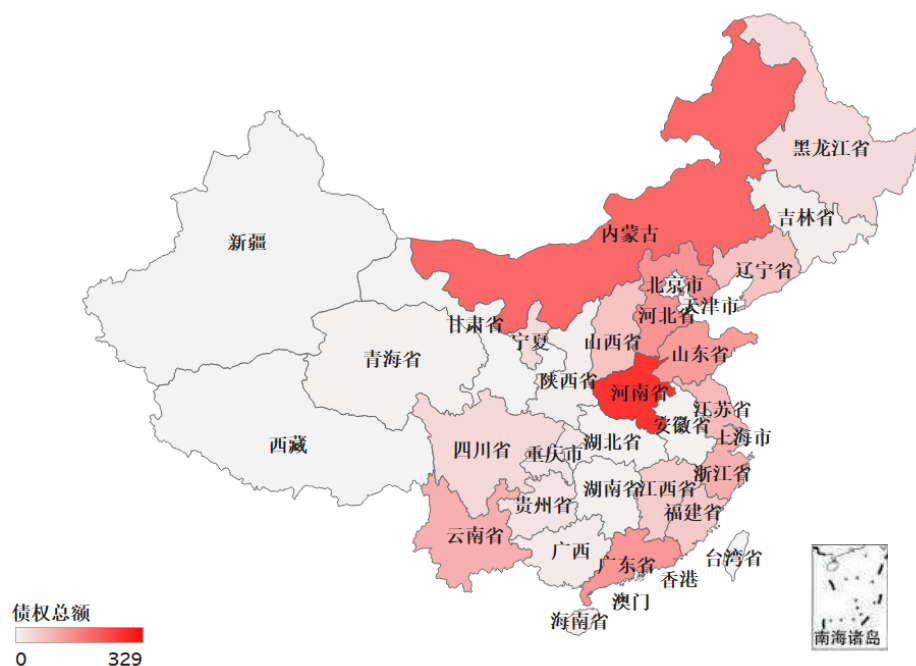 黑龙江省
吉林省
新疆
内蒙古
辽宁省
北京市
天津市
甘肃省
河北省
宁夏
山西省
青海省
山东省
陕西省
河南省
江苏省
安徽省
西藏
四川省
湖北省
上海市
重庆市
浙江省
湖南省
江西省
贵州省
福建省
云南省
广西
广东省
台湾省
香港
澳门
海南省
南海诸岛
债权总额
0
329